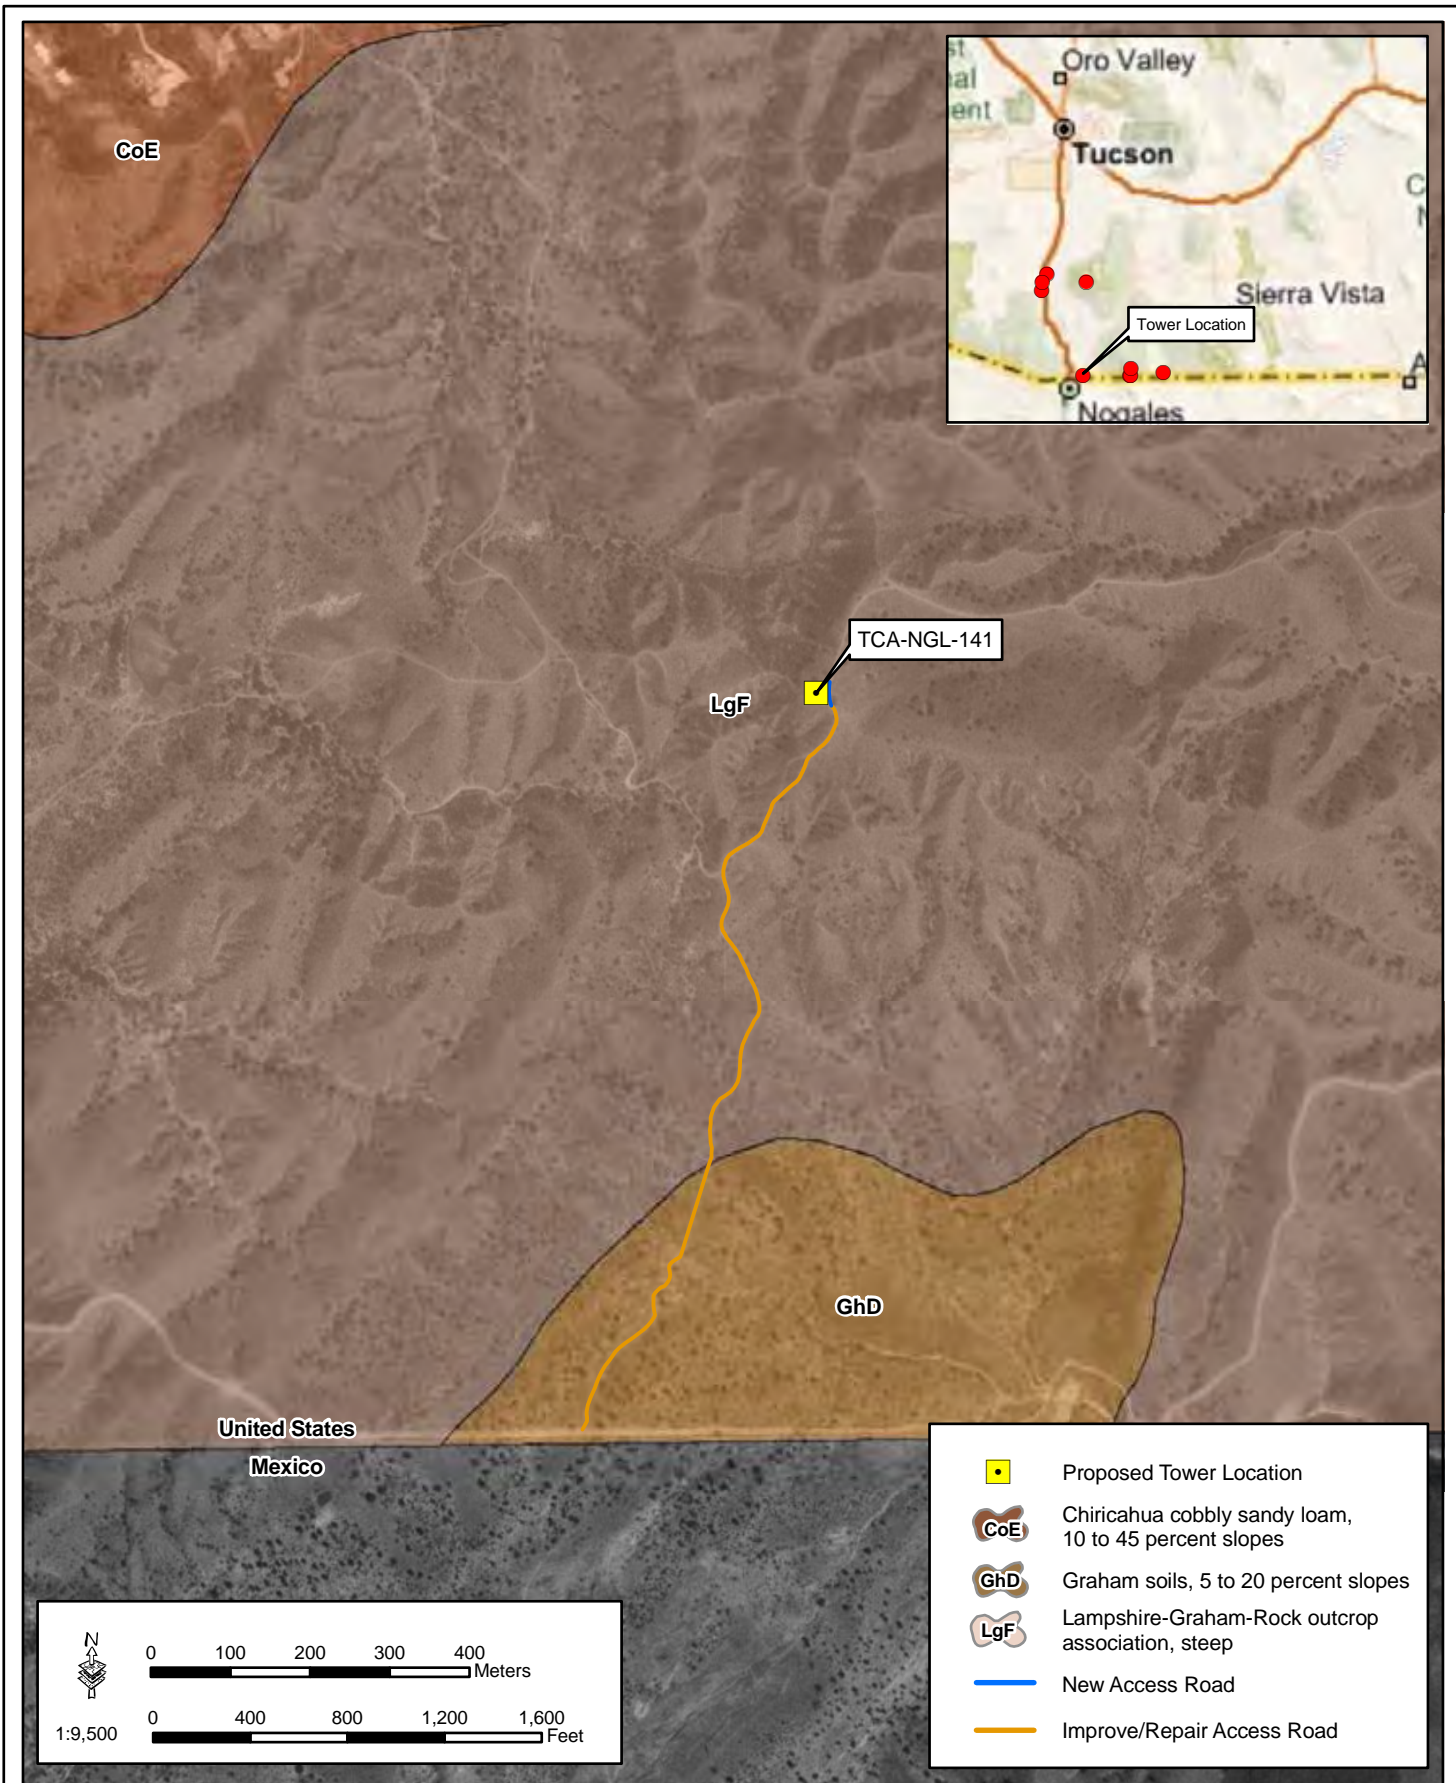 st
nal
ent
Oro Valley
Tucson
C
N
Sierra Vista
Tower Location
A
Nogales
CoE
TCA-NGL-141
LgF
GhD
United States
Mexico
Proposed Tower Location
CoE
Chiricahua cobbly sandy loam,
10 to 45 percent slopes
GhD
Graham soils, 5 to 20 percent slopes
LgF
Lampshire-Graham-Rock outcrop
association, steep
New Access Road
Improve/Repair Access Road
N
0 100 200 300 400
Meters
1:9,500
0 400 800 1,200 1,600
Feet